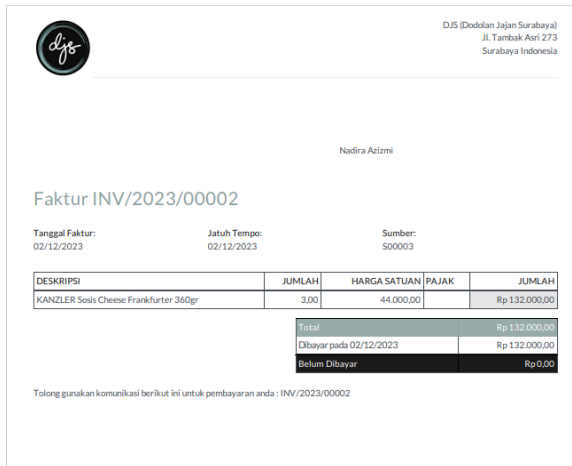 djs
DJS (Dodolan Jajan Surabaya)
Jl. Tambak Asri 273
Surabaya Indonesia
Nadira Azizmi
Faktur INV/2023/00002
Tanggal Faktur: Jatuh Tempo: Sumber:
02/12/2023 02/12/2023 S00003
DESKRIPSI JUMLAH HARGA SATUAN PAJAK JUMLAH
KANZLER Sosis Cheese Frankfurter 360gr 3,00 44.000,00 Rp 132.000,00
Total Rp 132.000,00
Dibayar pada 02/12/2023 Rp 132.000,00
Belum Dibayar Rp 0,00
Tolong gunakan komunikasi berikut ini untuk pembayaran anda : INV/2023/00002